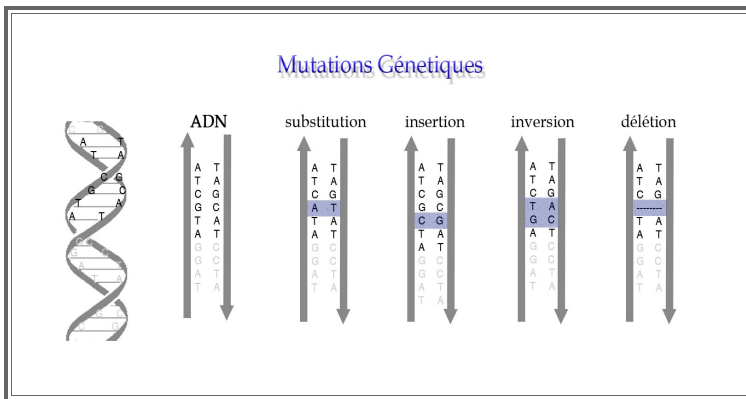 Mutations Génetiques
A T
T A
C G
G C
T A
A T
ADN
A T
T A
C G
G C
T A
A T
G C
G C
A T
T A
substitution
A T
T A
C G
A T
T A
A T
G C
G C
A T
T A
insertion
A T
T A
C G
G C
C G
T A
A T
G C
G C
A T
T A
inversion
A T
T A
C G
T A
G C
A T
G C
G C
A T
T A
délétion
A T
T A
C G
--------
T A
A T
G C
G C
A T
T A